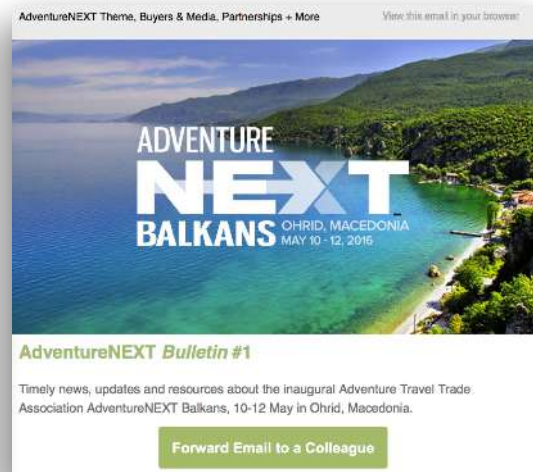 AdventureNEXT Theme, Buyers & Media, Partnerships + More
View this email in your browser
ADVENTURE
NEXT
BALKANS
OHRID, MACEDONIA
MAY 10 - 12, 2016
AdventureNEXT Bulletin #1
Timely news, updates and resources about the inaugural Adventure Travel Trade
Association AdventureNEXT Balkans, 10-12 May in Ohrid, Macedonia.
Forward Email to a Colleague